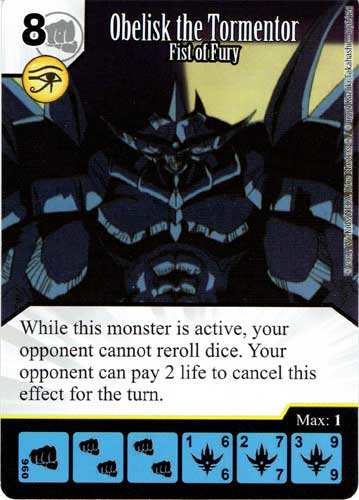 8
Obelisk the Tormentor
Fist of Fury
While this monster is active, your
opponent cannot reroll dice. Your
opponent can pay 2 life to cancel this
effect for the turn.
Max: 1
096
1 6 6
2 7 7
3 9 9